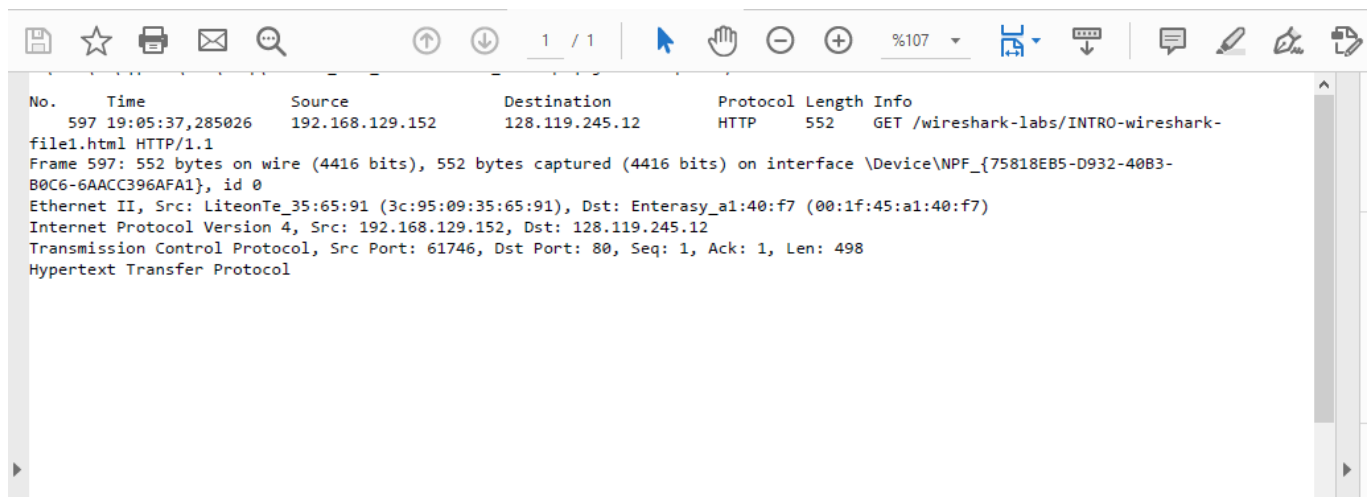 1 / 1 %107
No. Time Source Destination Protocol Length Info
597 19:05:37,285026 192.168.129.152 128.119.245.12 HTTP 552 GET /wireshark-labs/INTRO-wireshark-
file1.html HTTP/1.1
Frame 597: 552 bytes on wire (4416 bits), 552 bytes captured (4416 bits) on interface \Device\NPF_{75818EB5-D932-40B3-
B0C6-6AACC396AFA1}, id 0
Ethernet II, Src: LiteonTe_35:65:91 (3c:95:09:35:65:91), Dst: Enterasy_a1:40:f7 (00:1f:45:a1:40:f7)
Internet Protocol Version 4, Src: 192.168.129.152, Dst: 128.119.245.12
Transmission Control Protocol, Src Port: 61746, Dst Port: 80, Seq: 1, Ack: 1, Len: 498
Hypertext Transfer Protocol